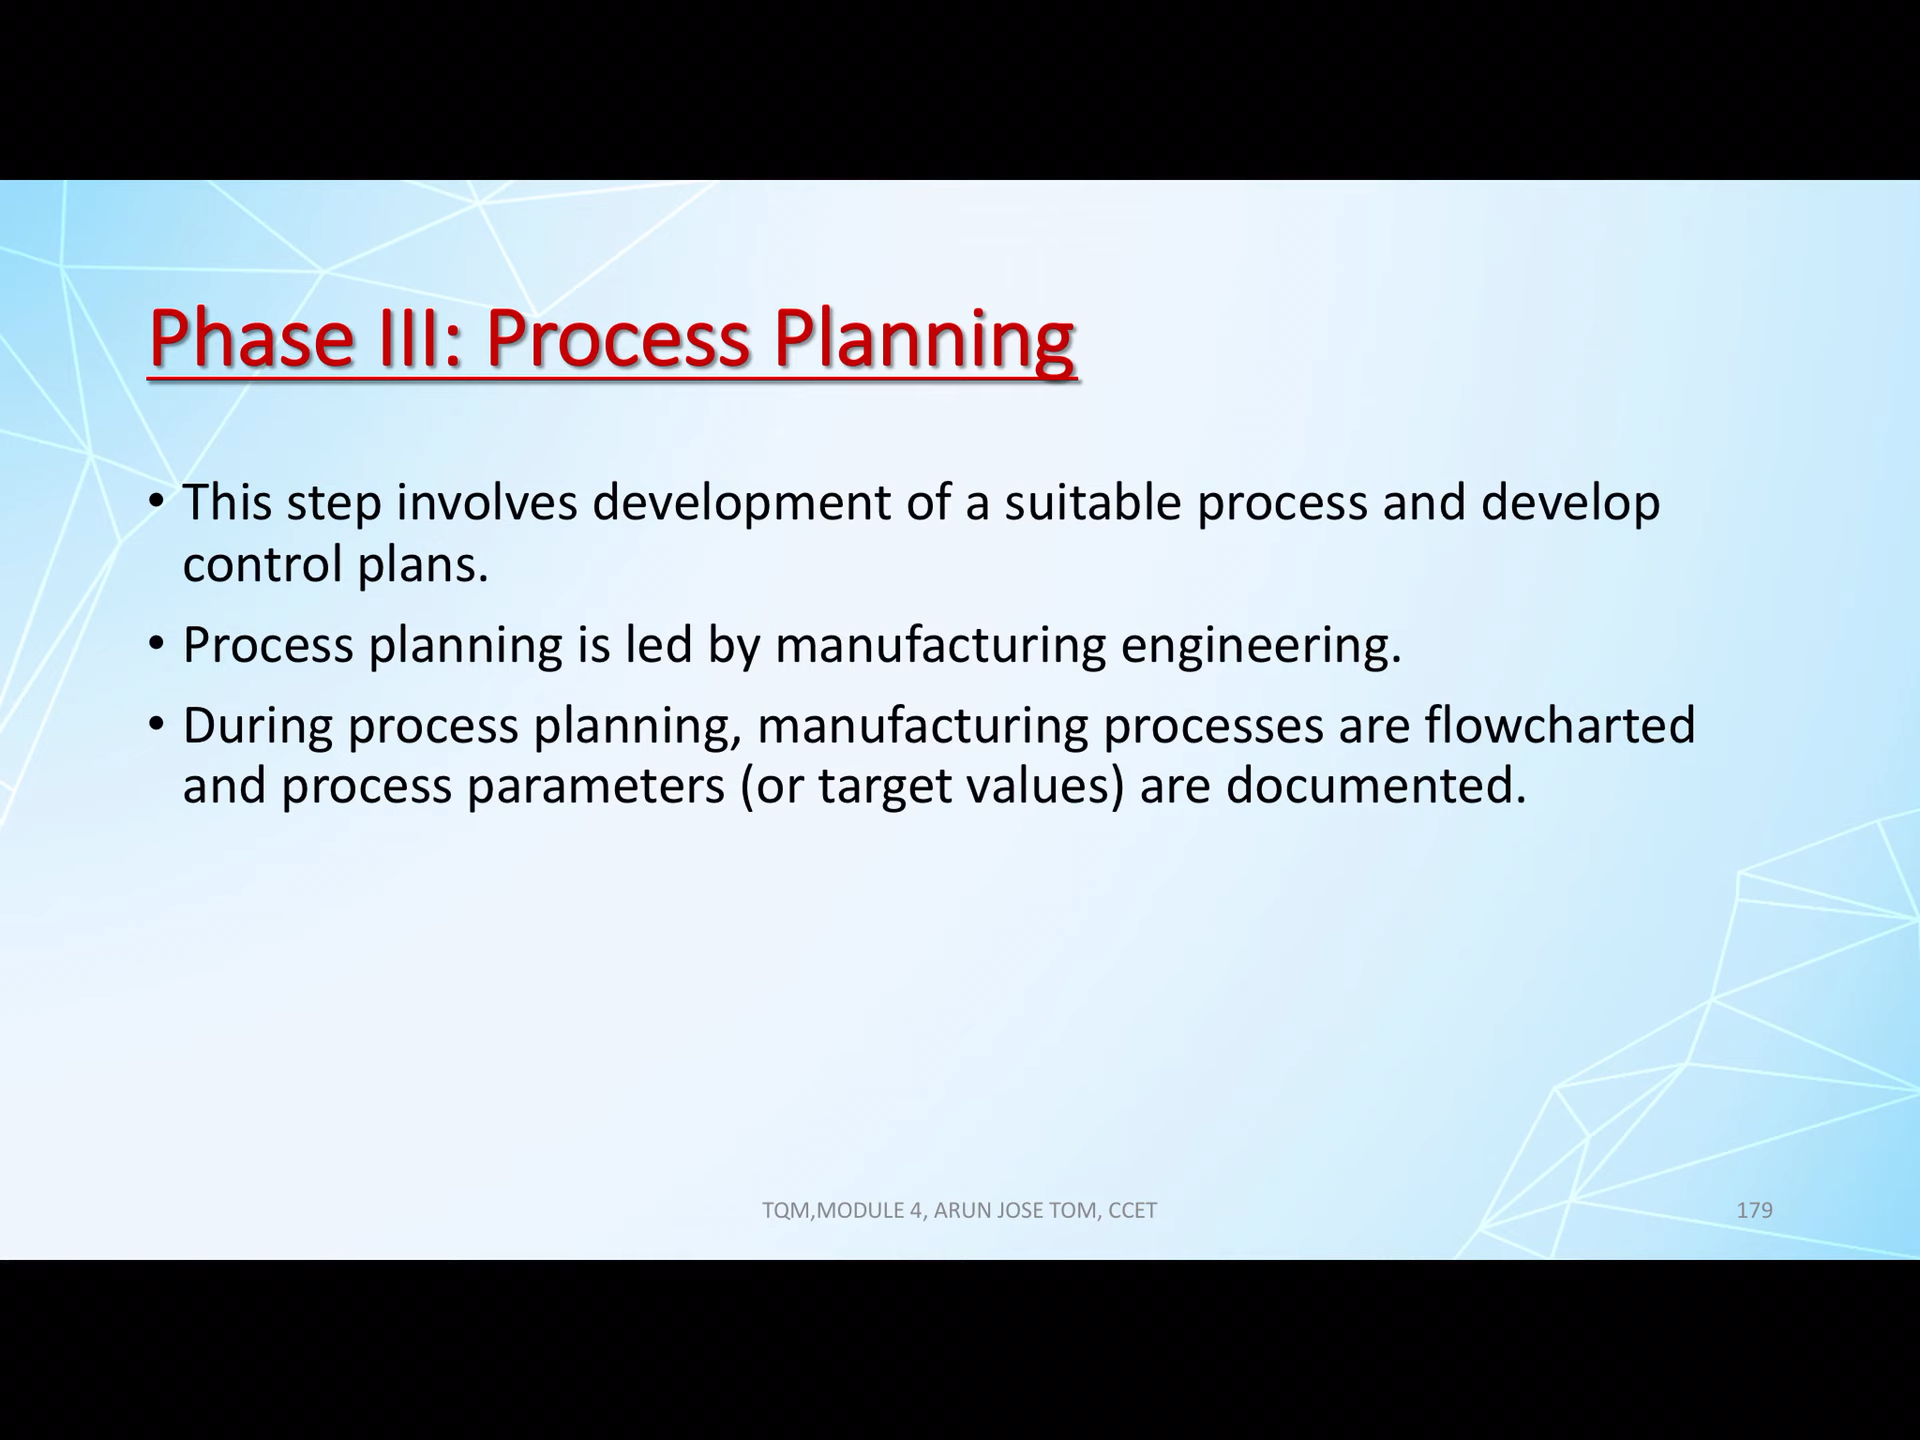 Phase III: Process Planning
• This step involves development of a suitable process and develop
control plans.
• Process planning is led by manufacturing engineering.
• During process planning, manufacturing processes are flowcharted
and process parameters (or target values) are documented.
TQM,MODULE 4, ARUN JOSE TOM, CCET
179